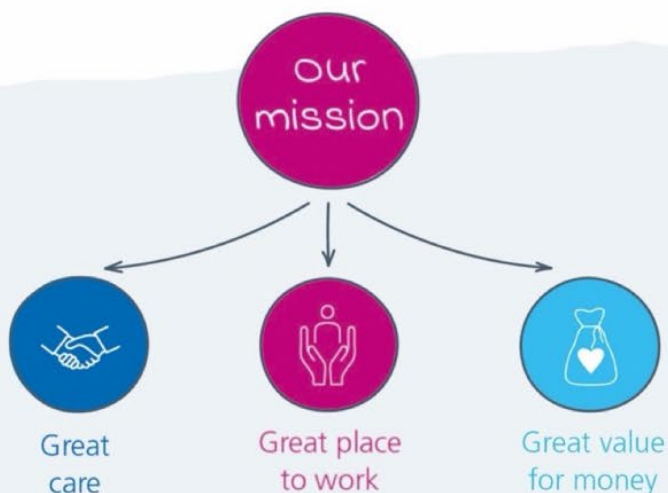 our
mission
Great
care
Great place
to work
Great value
for money